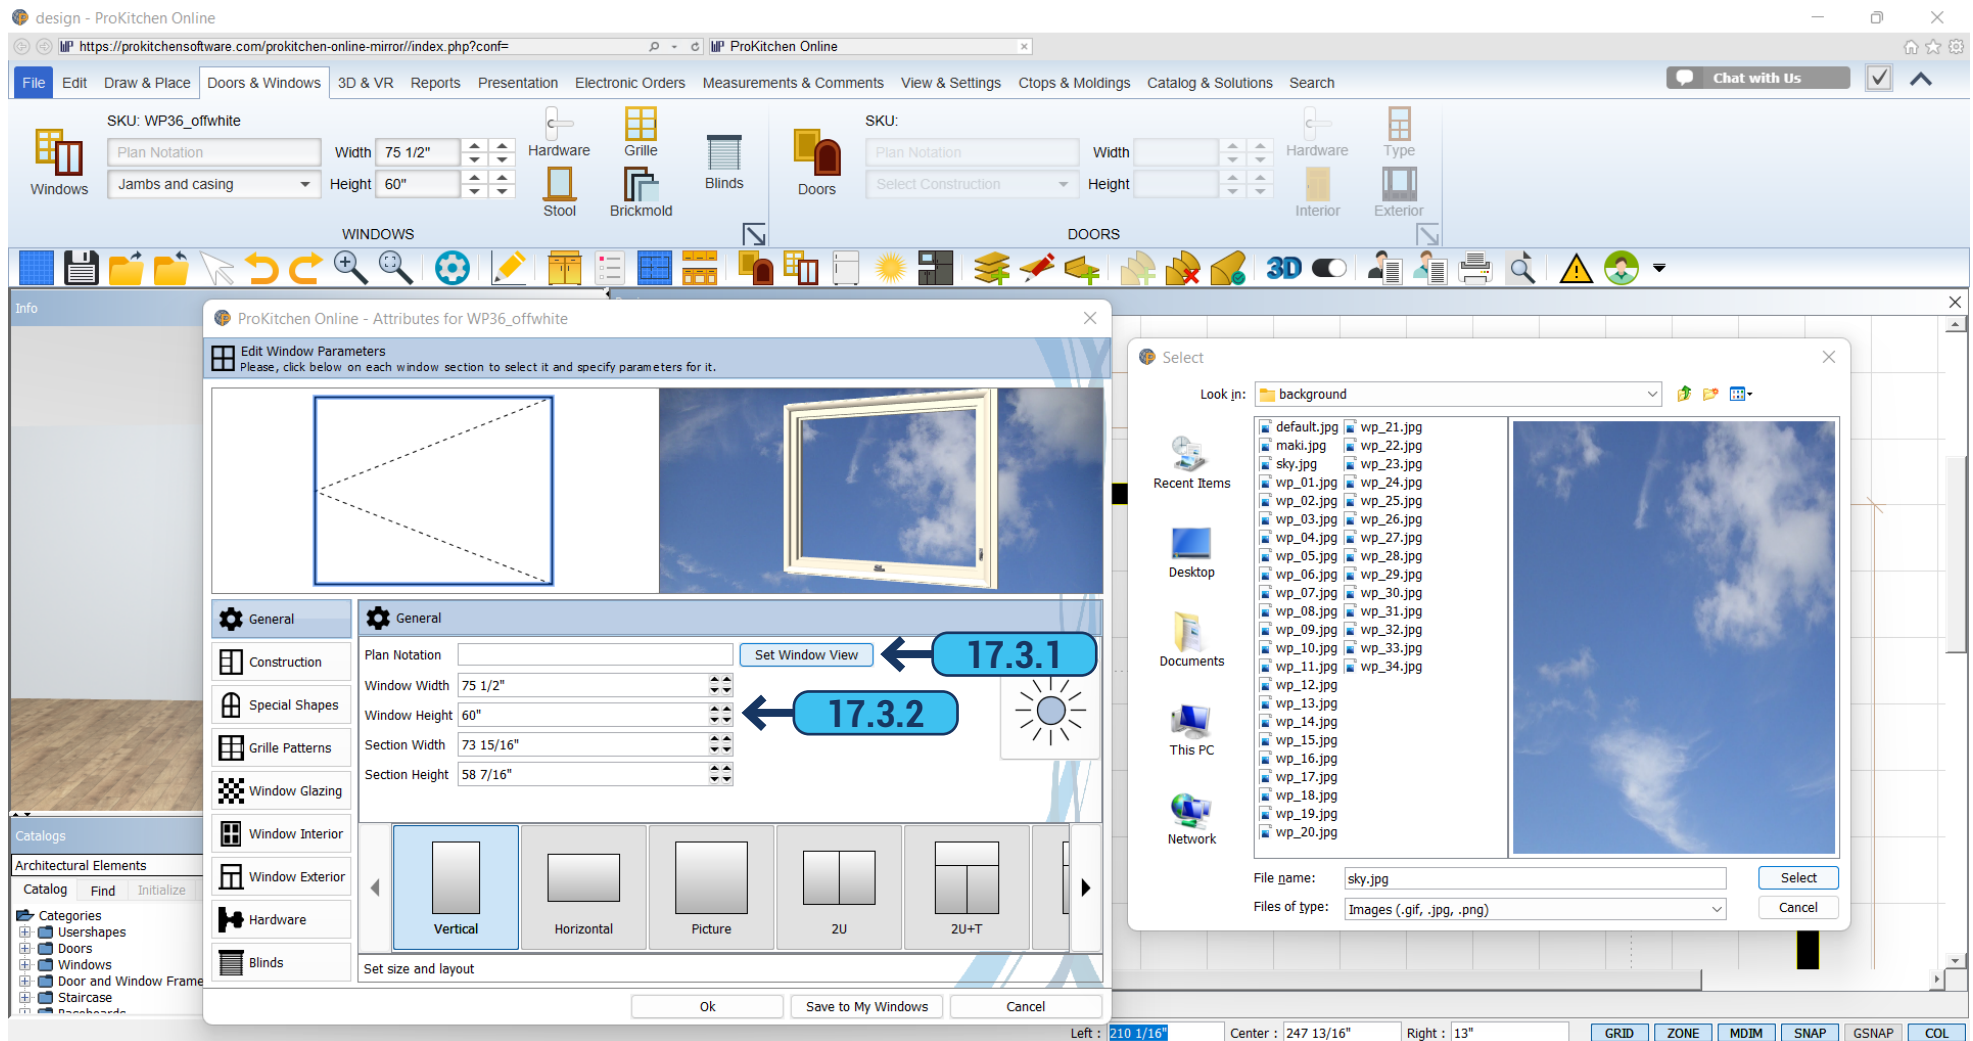 design - ProKitchen Online
https://prokitchensoftware.com/prokitchen-online-mirror//index.php?conf=
ProKitchen Online
File Edit Draw & Place Doors & Windows 3D & VR Reports Presentation Electronic Orders Measurements & Comments View & Settings Ctops & Moldings Catalog & Solutions Search
Chat with Us
SKU: WP36_offwhite
Plan Notation
Width 75 1/2"
Jambs and casing
Height 60"
Windows
Hardware
Grille
Stool
Brickmold
Blinds
WINDOWS
Doors
SKU:
Plan Notation
Width
Select Construction
Height
Hardware
Type
Interior
Exterior
DOORS
3D
Info
ProKitchen Online - Attributes for WP36_offwhite
Edit Window Parameters
Please, click below on each window section to select it and specify parameters for it.
General
Construction
Special Shapes
Grille Patterns
Window Glazing
Window Interior
Window Exterior
Hardware
Blinds
General
Plan Notation
Set Window View
17.3.1
Window Width 75 1/2"
Window Height 60"
17.3.2
Section Width 73 15/16"
Section Height 58 7/16"
Vertical
Horizontal
Picture
2U
2U+T
Set size and layout
Ok
Save to My Windows
Cancel
Catalogs
Architectural Elements
Catalog Find Initialize
Categories
Usershapes
Doors
Windows
Door and Window Frame
Staircase
Baseboards
Select
Look in: background
Recent Items
Desktop
Documents
This PC
Network
default.jpg wp_21.jpg
maki.jpg wp_22.jpg
sky.jpg wp_23.jpg
wp_01.jpg wp_24.jpg
wp_02.jpg wp_25.jpg
wp_03.jpg wp_26.jpg
wp_04.jpg wp_27.jpg
wp_05.jpg wp_28.jpg
wp_06.jpg wp_29.jpg
wp_07.jpg wp_30.jpg
wp_08.jpg wp_31.jpg
wp_09.jpg wp_32.jpg
wp_10.jpg wp_33.jpg
wp_11.jpg wp_34.jpg
wp_12.jpg
wp_13.jpg
wp_14.jpg
wp_15.jpg
wp_16.jpg
wp_17.jpg
wp_18.jpg
wp_19.jpg
wp_20.jpg
File name: sky.jpg
Select
Files of type: Images (.gif, .jpg, .png)
Cancel
Left : 210 1/16" Center : 247 13/16" Right : 13"
GRID ZONE MDIM SNAP GSNAP COL